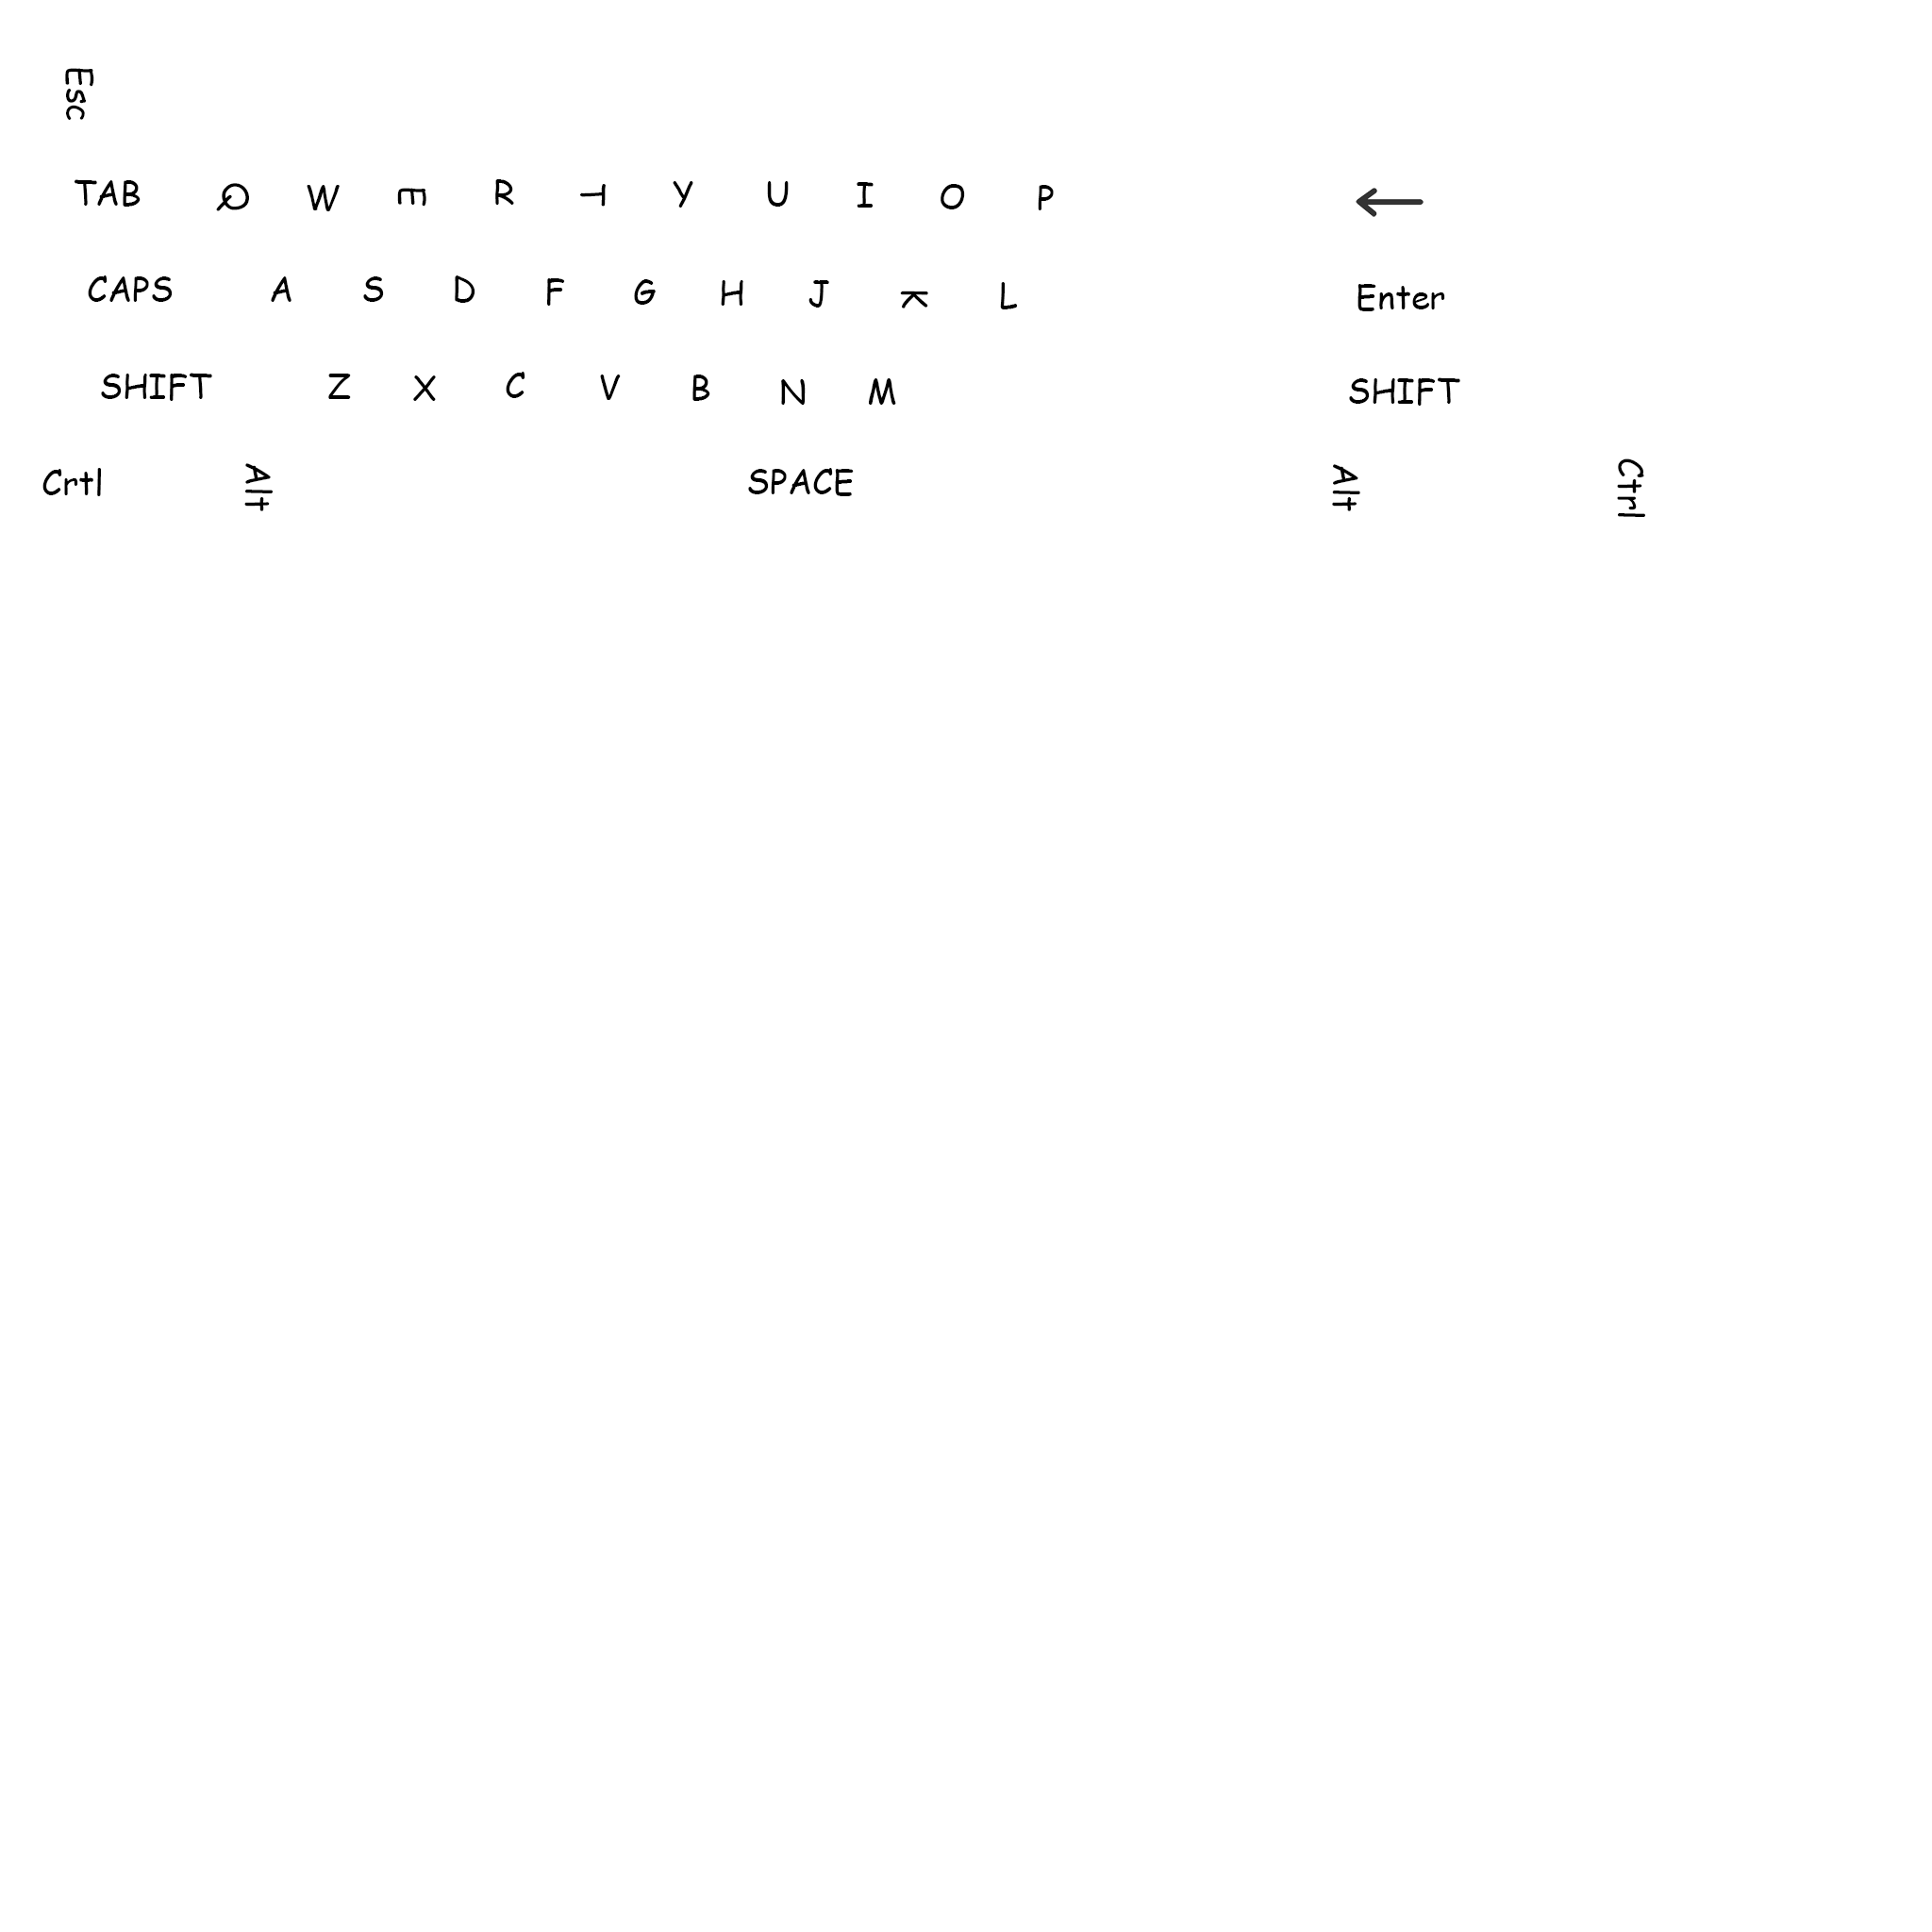 Esc
TAB Q W E R T Y U I O P ←
CAPS A S D F G H J K L Enter
SHIFT Z X C V B N M SHIFT
Crtl Alt SPACE Alt Ctrl